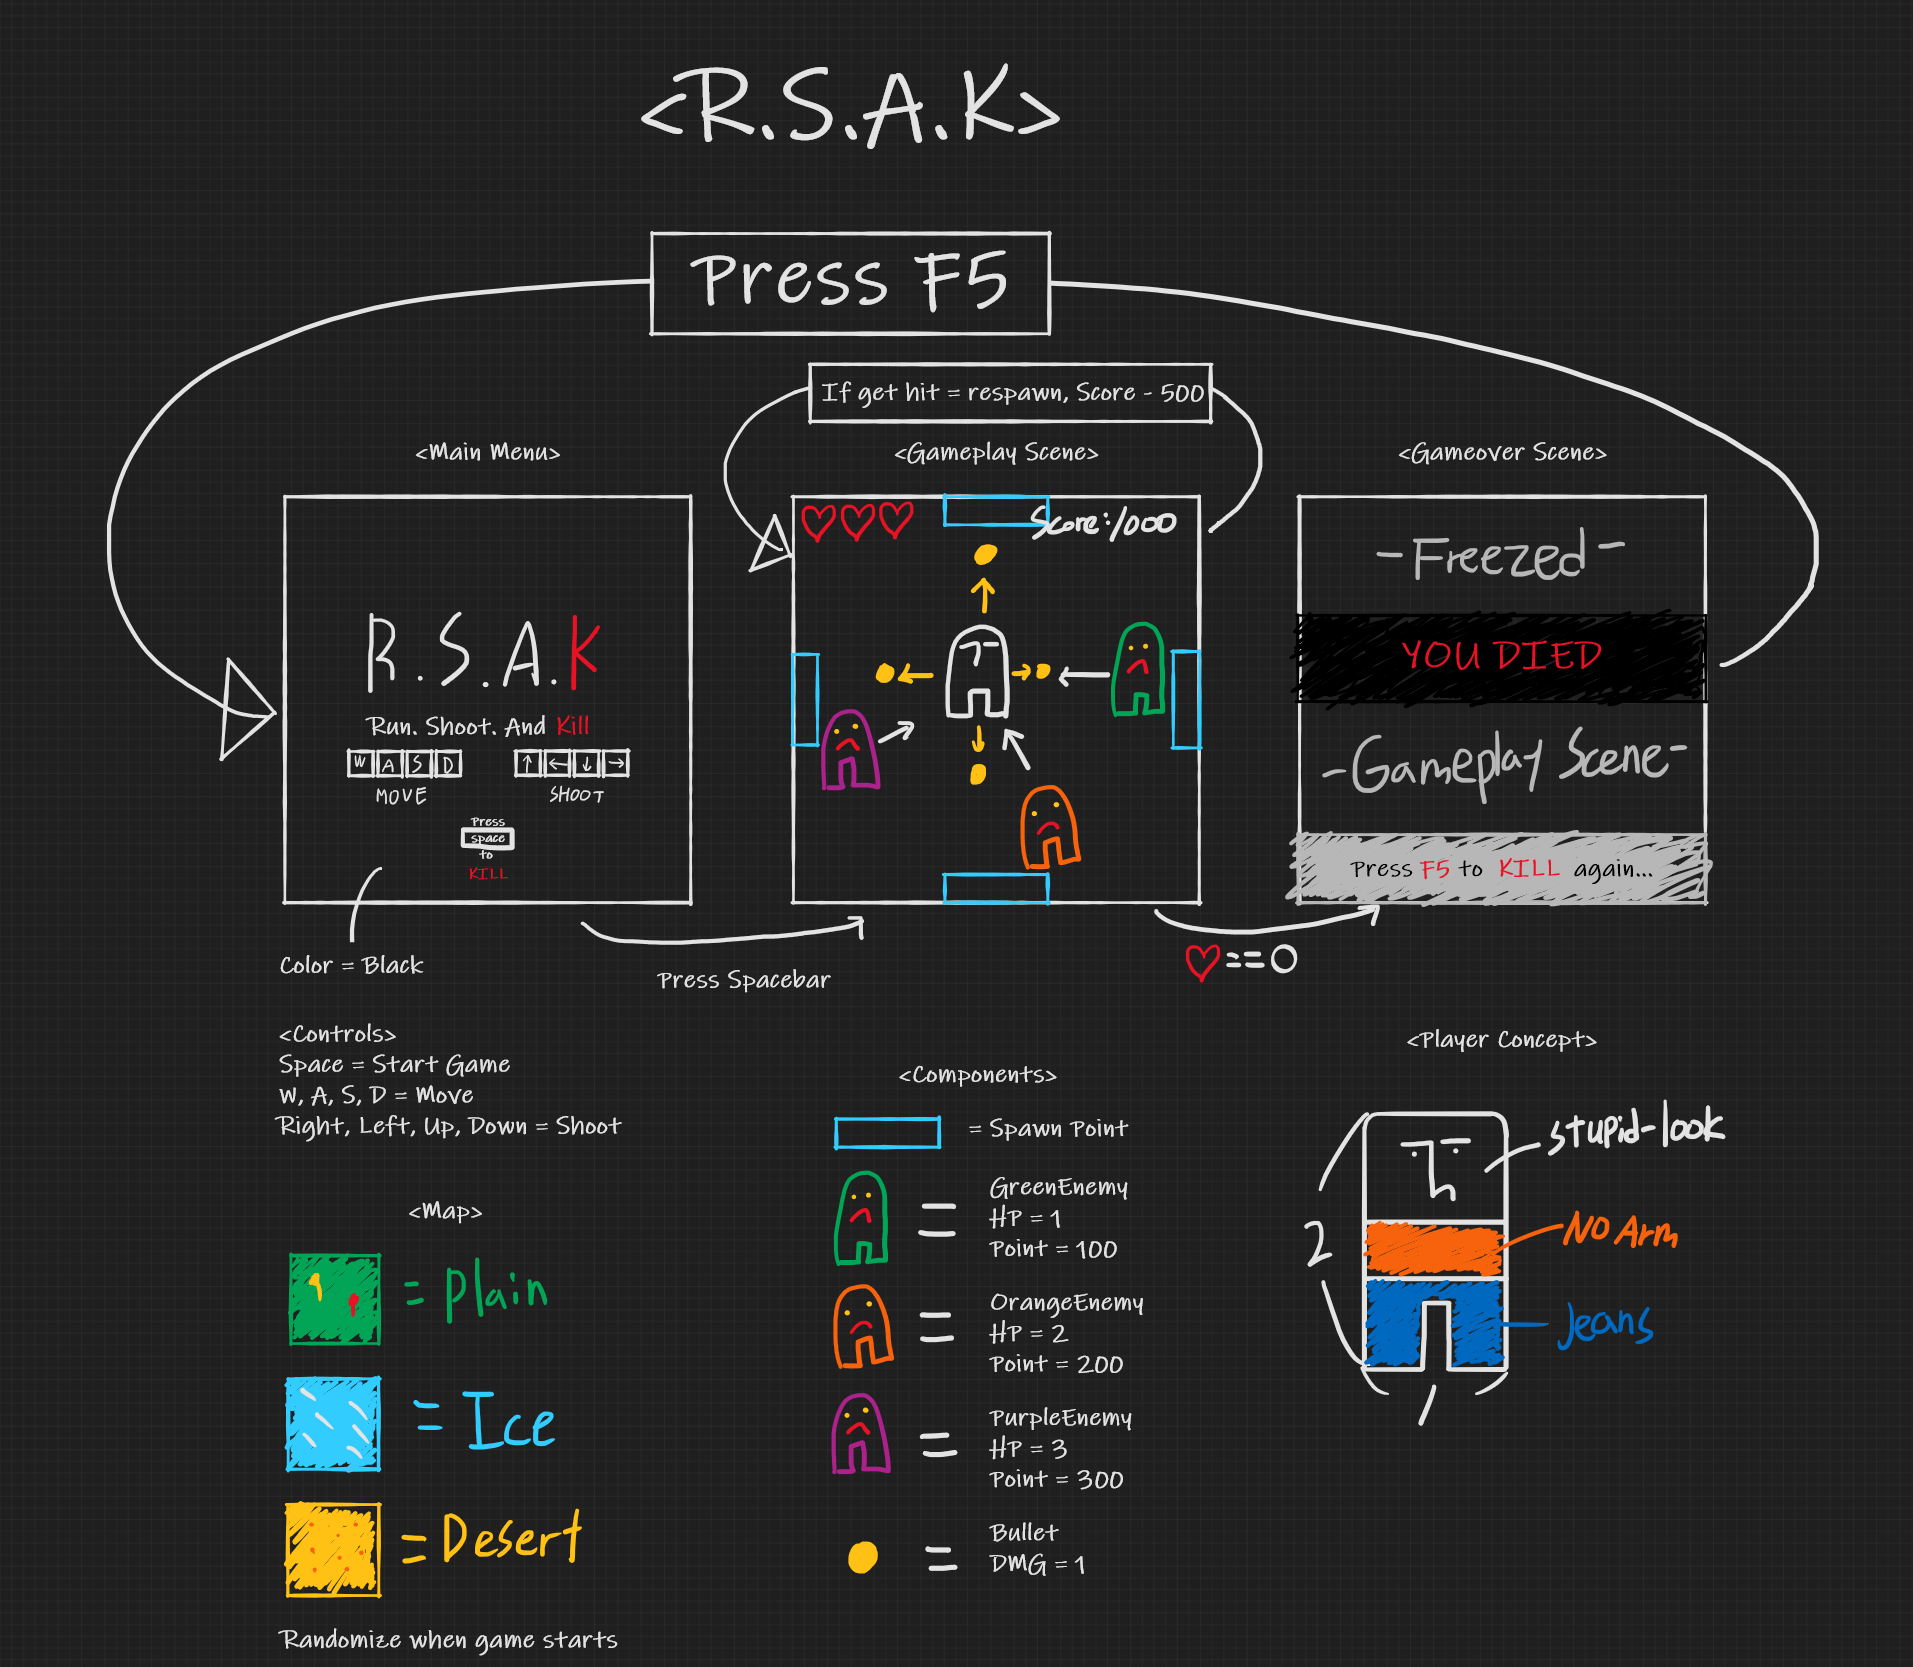 <R.S.A.K>
Press F5
If get hit = respawn, Score - 500
<Main Menu>
R.S.A.K
Run. Shoot. And Kill
W A S D
↑ ← ↓ →
MOVE
SHOOT
Press
space
to
KILL
Color = Black
Press Spacebar
<Gameplay Scene>
Score:1000
♡==0
<Gameover Scene>
-Freezed-
YOU DIED
-Gameplay Scene-
Press F5 to KILL again...
<Controls>
Space = Start Game
W, A, S, D = Move
Right, Left, Up, Down = Shoot
<Map>
= Plain
= Ice
= Desert
Randomize when game starts
<Components>
= Spawn Point
= GreenEnemy
HP = 1
Point = 100
= OrangeEnemy
HP = 2
Point = 200
= PurpleEnemy
HP = 3
Point = 300
= Bullet
DMG = 1
<Player Concept>
stupid-look
NO Arm
Jeans
2
1